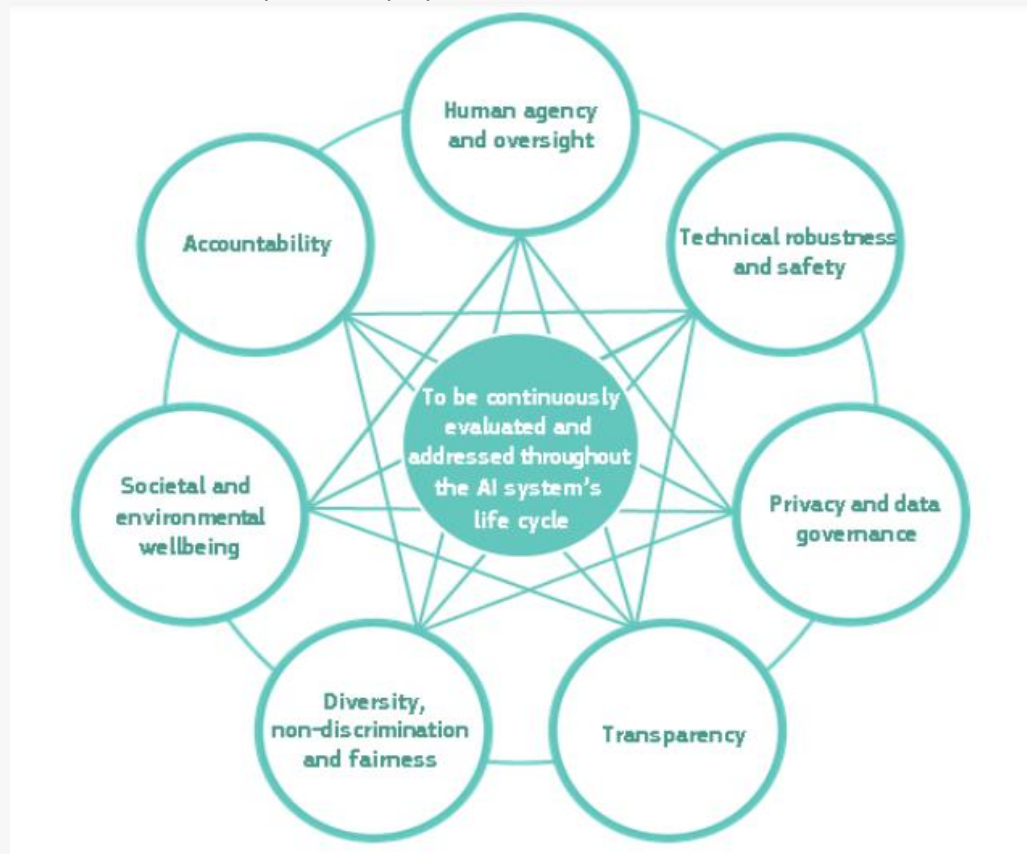 Human agency
and oversight
Technical robustness
and safety
Privacy and data
governance
Transparency
Diversity,
non-discrimination
and fairness
Societal and
environmental
wellbeing
Accountability
To be continuously
evaluated and
addressed throughout
the AI system's
life cycle